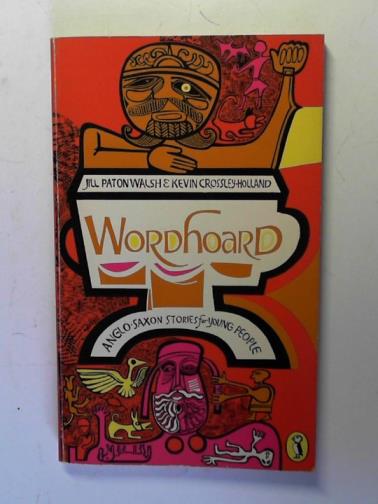 JILL PATON WALSH & KEVIN CROSSLEY-HOLLAND
WORDHOARD
ANGLO-SAXON STORIES for YOUNG PEOPLE